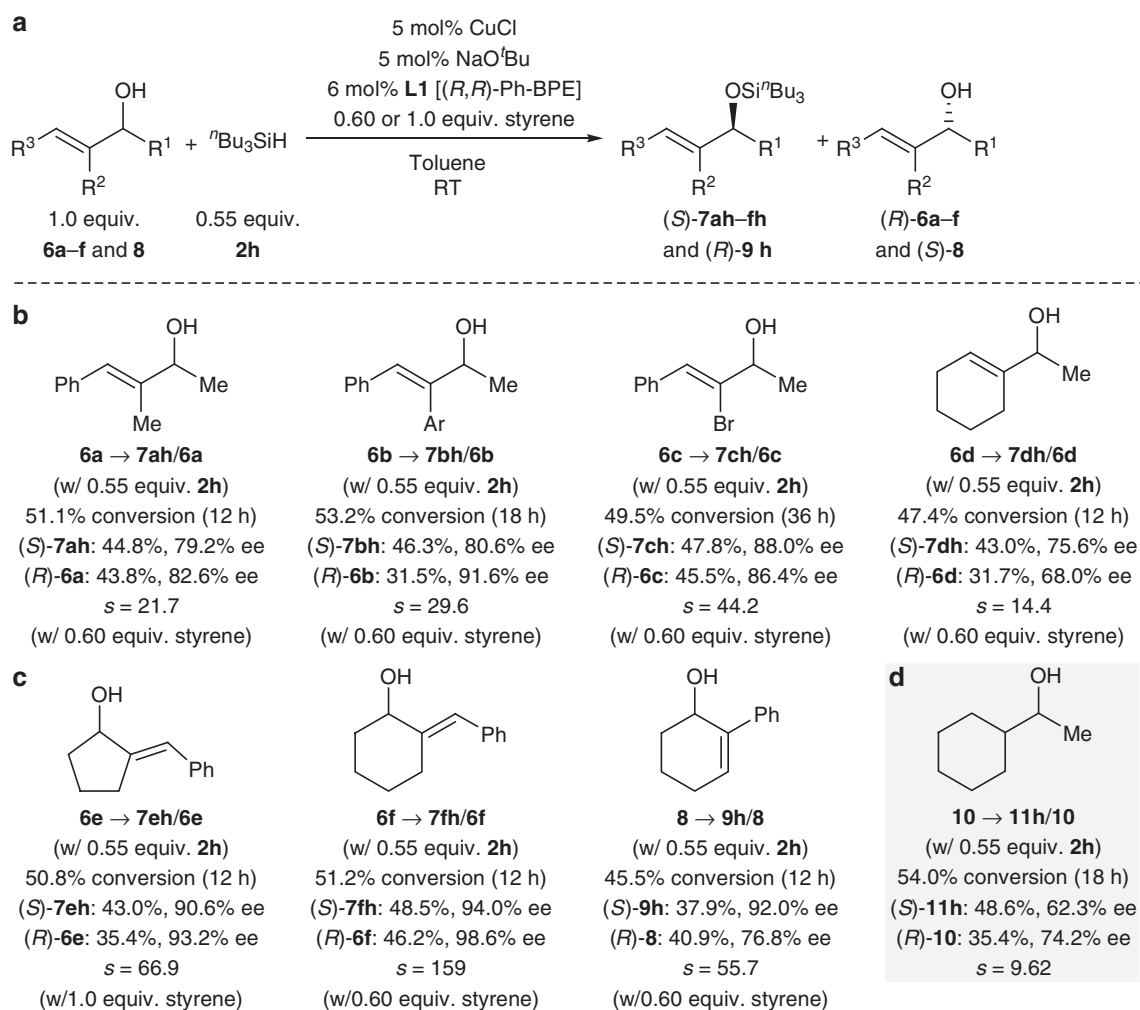 a
5 mol% CuCl
5 mol% NaOᵗBu
6 mol% L1 [(R,R)-Ph-BPE]
0.60 or 1.0 equiv. styrene
Toluene
RT
OH
R³ R¹
R²
+
ⁿBu₃SiH
OSiⁿBu₃
R³ R¹
R²
+
OH
R³ R¹
R²
1.0 equiv.
6a–f and 8
0.55 equiv.
2h
(S)-7ah–fh
and (R)-9 h
(R)-6a–f
and (S)-8
b
OH
Ph Me
Me
6a → 7ah/6a
(w/ 0.55 equiv. 2h)
51.1% conversion (12 h)
(S)-7ah: 44.8%, 79.2% ee
(R)-6a: 43.8%, 82.6% ee
s = 21.7
(w/ 0.60 equiv. styrene)
OH
Ph Me
Ar
6b → 7bh/6b
(w/ 0.55 equiv. 2h)
53.2% conversion (18 h)
(S)-7bh: 46.3%, 80.6% ee
(R)-6b: 31.5%, 91.6% ee
s = 29.6
(w/ 0.60 equiv. styrene)
OH
Ph Me
Br
6c → 7ch/6c
(w/ 0.55 equiv. 2h)
49.5% conversion (36 h)
(S)-7ch: 47.8%, 88.0% ee
(R)-6c: 45.5%, 86.4% ee
s = 44.2
(w/ 0.60 equiv. styrene)
OH
Me
6d → 7dh/6d
(w/ 0.55 equiv. 2h)
47.4% conversion (12 h)
(S)-7dh: 43.0%, 75.6% ee
(R)-6d: 31.7%, 68.0% ee
s = 14.4
(w/ 0.60 equiv. styrene)
c
OH
Ph
6e → 7eh/6e
(w/ 0.55 equiv. 2h)
50.8% conversion (12 h)
(S)-7eh: 43.0%, 90.6% ee
(R)-6e: 35.4%, 93.2% ee
s = 66.9
(w/1.0 equiv. styrene)
OH
Ph
6f → 7fh/6f
(w/ 0.55 equiv. 2h)
51.2% conversion (12 h)
(S)-7fh: 48.5%, 94.0% ee
(R)-6f: 46.2%, 98.6% ee
s = 159
(w/0.60 equiv. styrene)
OH
Ph
8 → 9h/8
(w/ 0.55 equiv. 2h)
45.5% conversion (12 h)
(S)-9h: 37.9%, 92.0% ee
(R)-8: 40.9%, 76.8% ee
s = 55.7
(w/0.60 equiv. styrene)
d
OH
Me
10 → 11h/10
(w/ 0.55 equiv. 2h)
54.0% conversion (18 h)
(S)-11h: 48.6%, 62.3% ee
(R)-10: 35.4%, 74.2% ee
s = 9.62